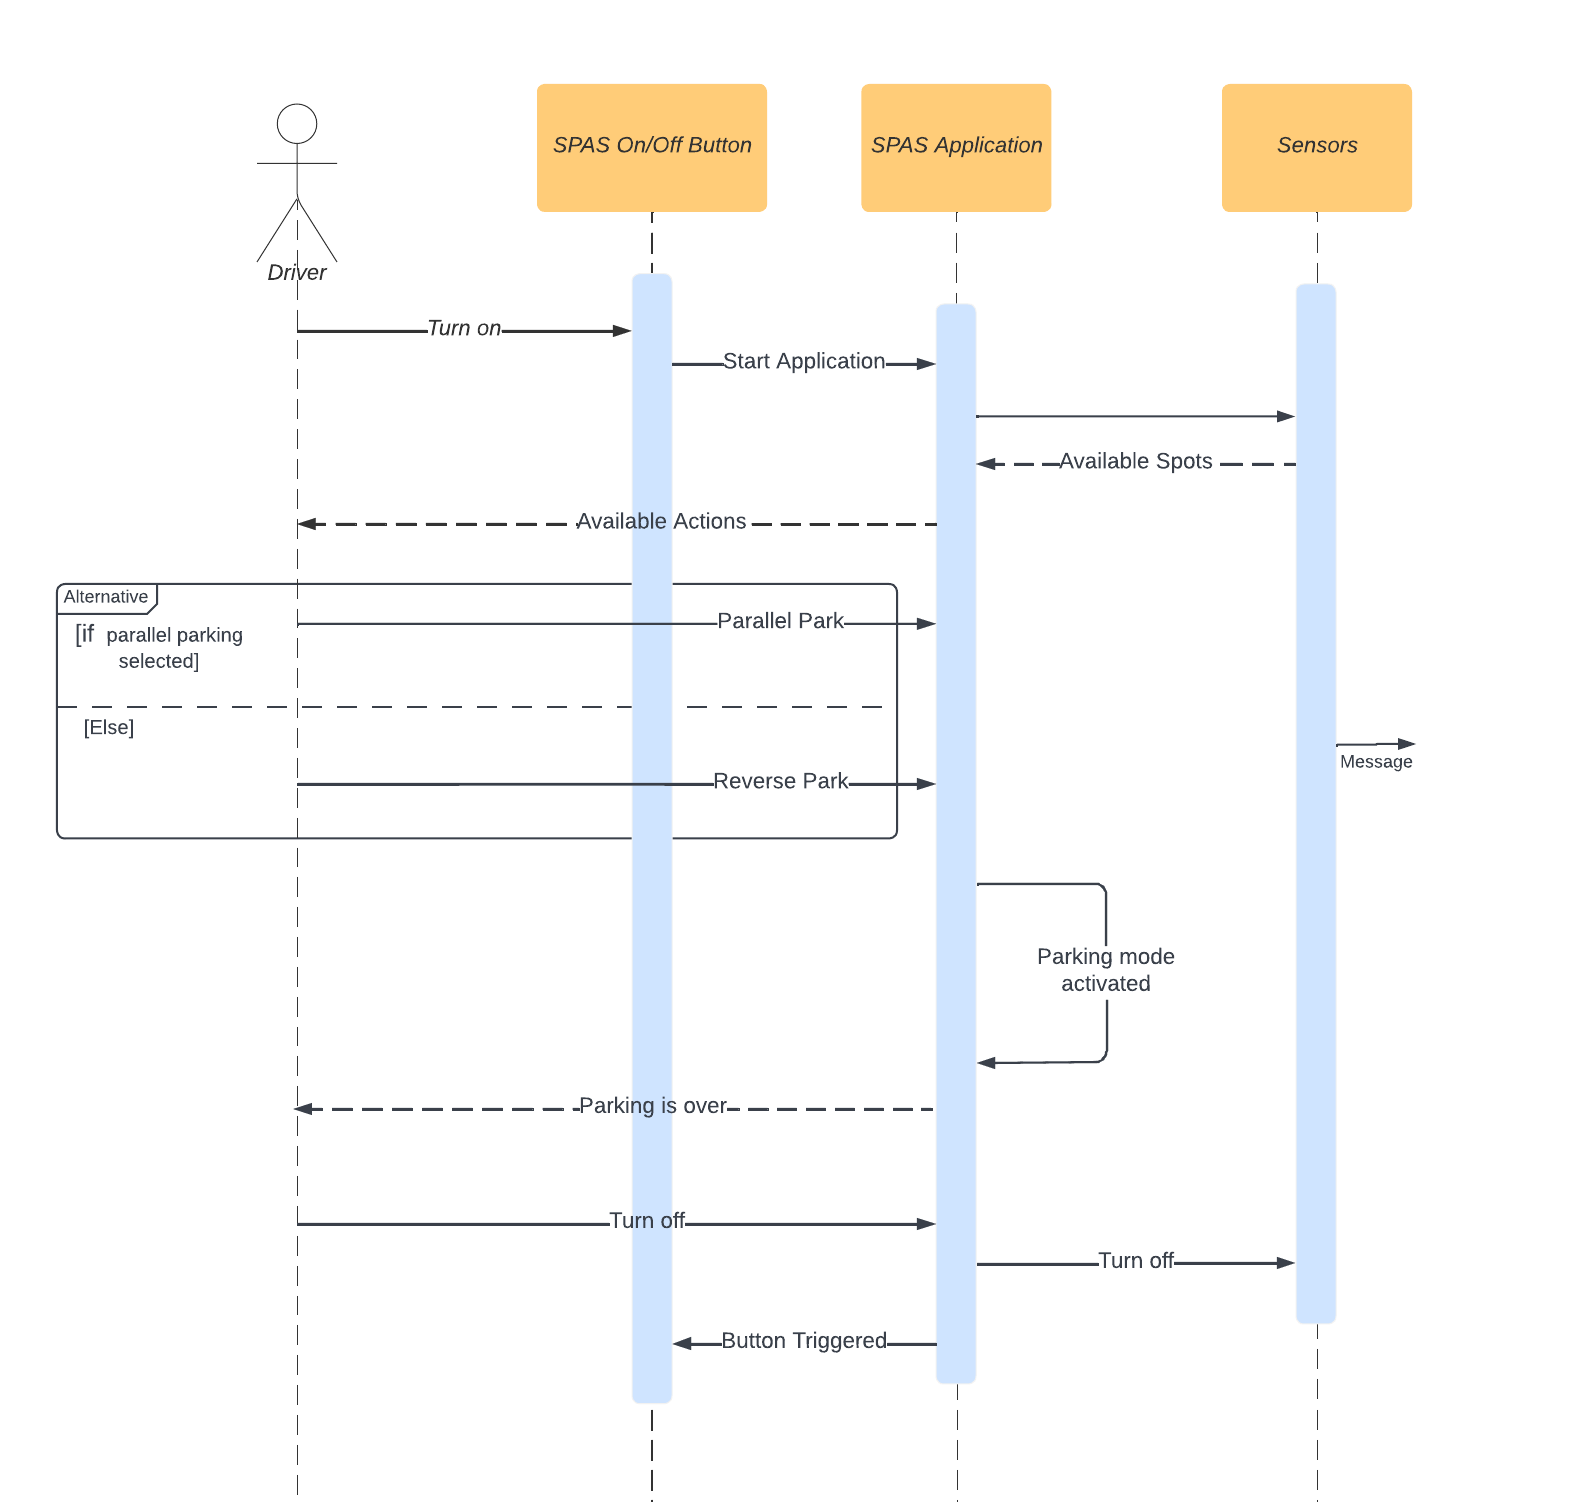 SPAS On/Off Button
SPAS Application
Sensors
Driver
Turn on
Start Application
Available Spots
Available Actions
Alternative
[if parallel parking
selected]
Parallel Park
[Else]
Message
Reverse Park
Parking mode
activated
Parking is over
Turn off
Turn off
Button Triggered